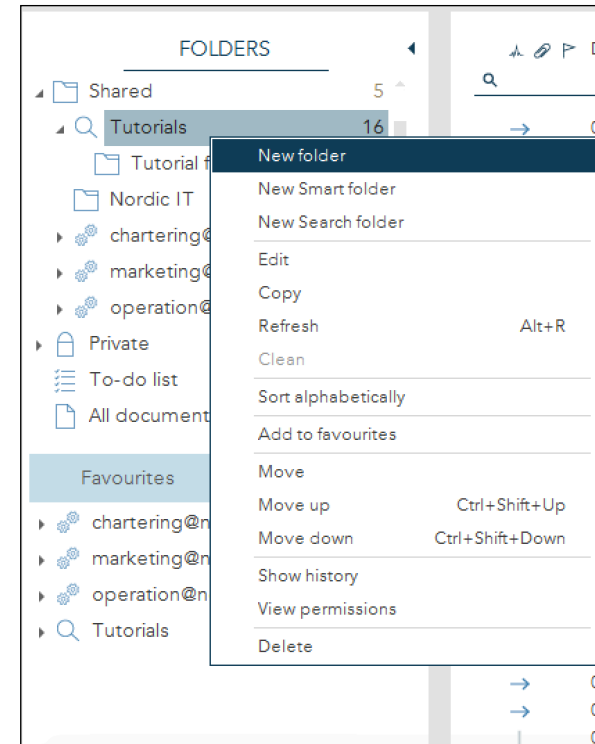 FOLDERS
Shared 5
Tutorials 16
Tutorial f
Nordic IT
chartering@
marketing@
operation@
Private
To-do list
All document
Favourites
chartering@n
marketing@n
operation@n
Tutorials
New folder
New Smart folder
New Search folder
Edit
Copy
Refresh Alt+R
Clean
Sort alphabetically
Add to favourites
Move
Move up Ctrl+Shift+Up
Move down Ctrl+Shift+Down
Show history
View permissions
Delete